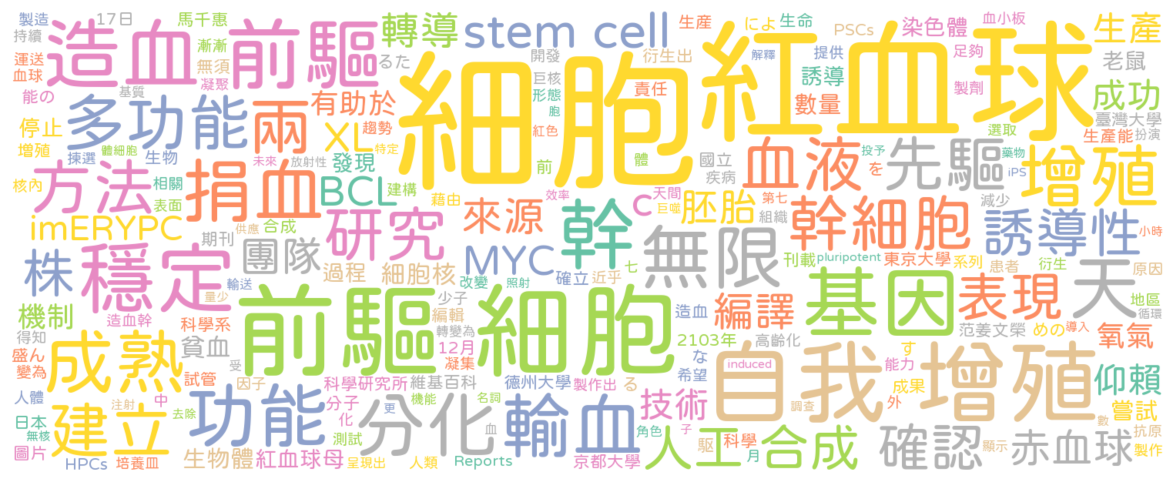 製造
17日
馬千惠
轉導
stem cell
生産
によ
生命
PSCs
染色體
血小板
生產
持續
造血前驅
漸漸
るた
開發
衍生出
細胞
紅血球
解釋
提供
足夠
老鼠
運送
血球
無須
凝聚
巨核
形態
胞
責任
誘導
數量
製劑
成功
能の
基質
多功能
兩
有助於
XL
趨勢
特定
紅色
臺灣大學
選取
生產能
扮演
停止
增殖
體細胞
揀選
生物
未來
放射性
發現
前
體
國立
疾病
血液
投予
を
先驅
藥物
iPS
增殖
核內
方法
相關
表面
捐血
BCL
建構
藉由
效率
天間
巨噬
第七
組織
減少
imERYPC
供應
合成
期刊
研究
來源
幹
C
胚胎
幹細胞
誘導性
小時
株
穩定
團隊
MYC
無限
七
刊載
pluripotent
東京大學
系列
患者
衍生
原因
輸送
量少
過程
細胞核
改變
照射
確立
近乎
編譯
基因
表現
天
地區
循環
機制
造血幹
前驅細胞
少子
編輯
轉變為
造血
范姜文榮
めの
導入
得知
科學系
貧血
12月
凝集
2103年
高齡化
氧氣
盛ん
變為
成熟
試管
受
な
希望
induced
自我增殖
す
能力
仰賴
人體
建立
注射
中
去除
因子
功能
科學研究所
分子
化
維基百科
機能
更
分化
名詞
血
德州大學
製作出
輸血
る
技術
調查
成果
外
嘗試
日本
無核
圖片
HPCs
培養血
生物體
測試
紅血球母
呈現出
人類
Reports
京都大學
角色
子
人工
驅
科學
月
合成
確認
顯示
數
赤血球
抗原
製作